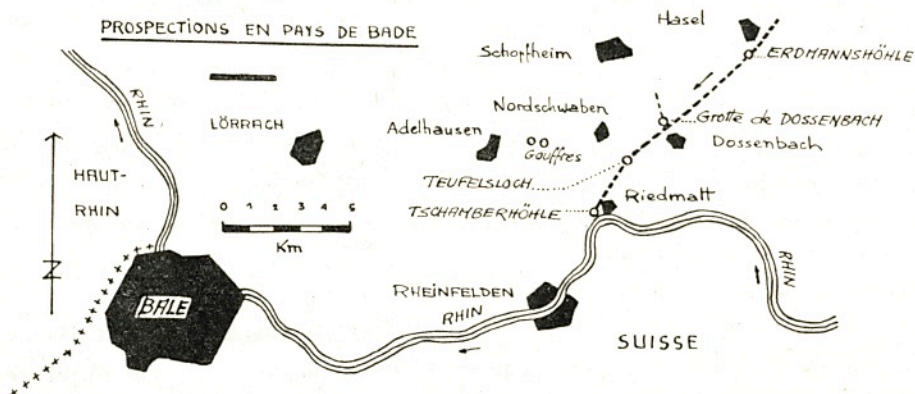 PROSPECTIONS EN PAYS DE BADE
Hasel
Schopfheim
ERDMANNSHÖHLE
RHIN
LÖRRACH
Nordschwaben
Adelhausen
Gouffres
Grotte de DOSSENBACH
Dossenbach
HAUT-
RHIN
TEUFELSLOCH
Riedmatt
TSCHAMBERHÖHLE
0 1 2 3 4 5
Km
N
BALE
RHEINFELDEN
RHIN
RHIN
SUISSE